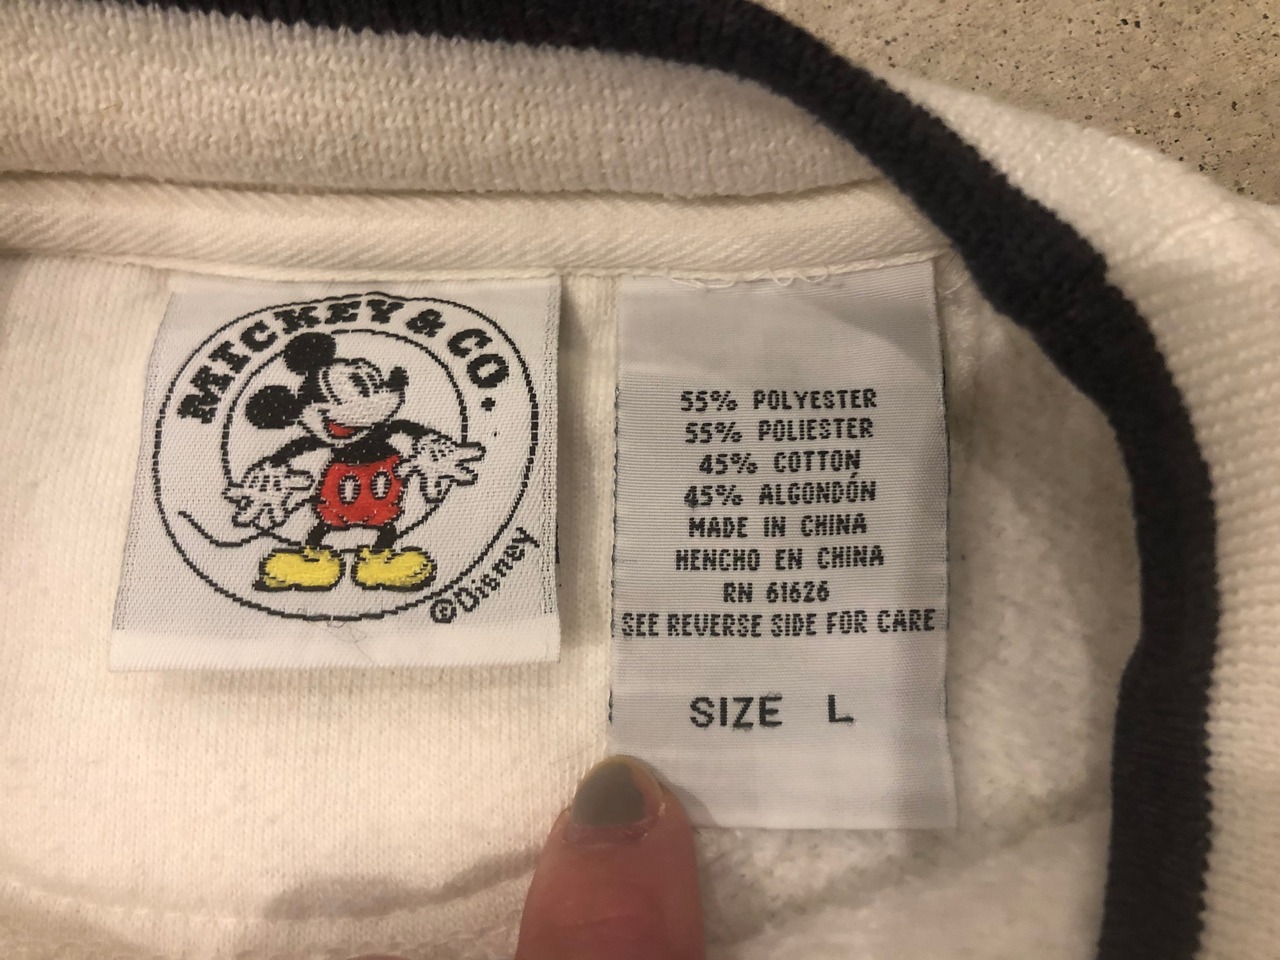 MICKEY & CO.
©Disney
55% POLYESTER
55% POLIESTER
45% COTTON
45% ALGONDÓN
MADE IN CHINA
HENCHO EN CHINA
RN 61626
SEE REVERSE SIDE FOR CARE
SIZE L